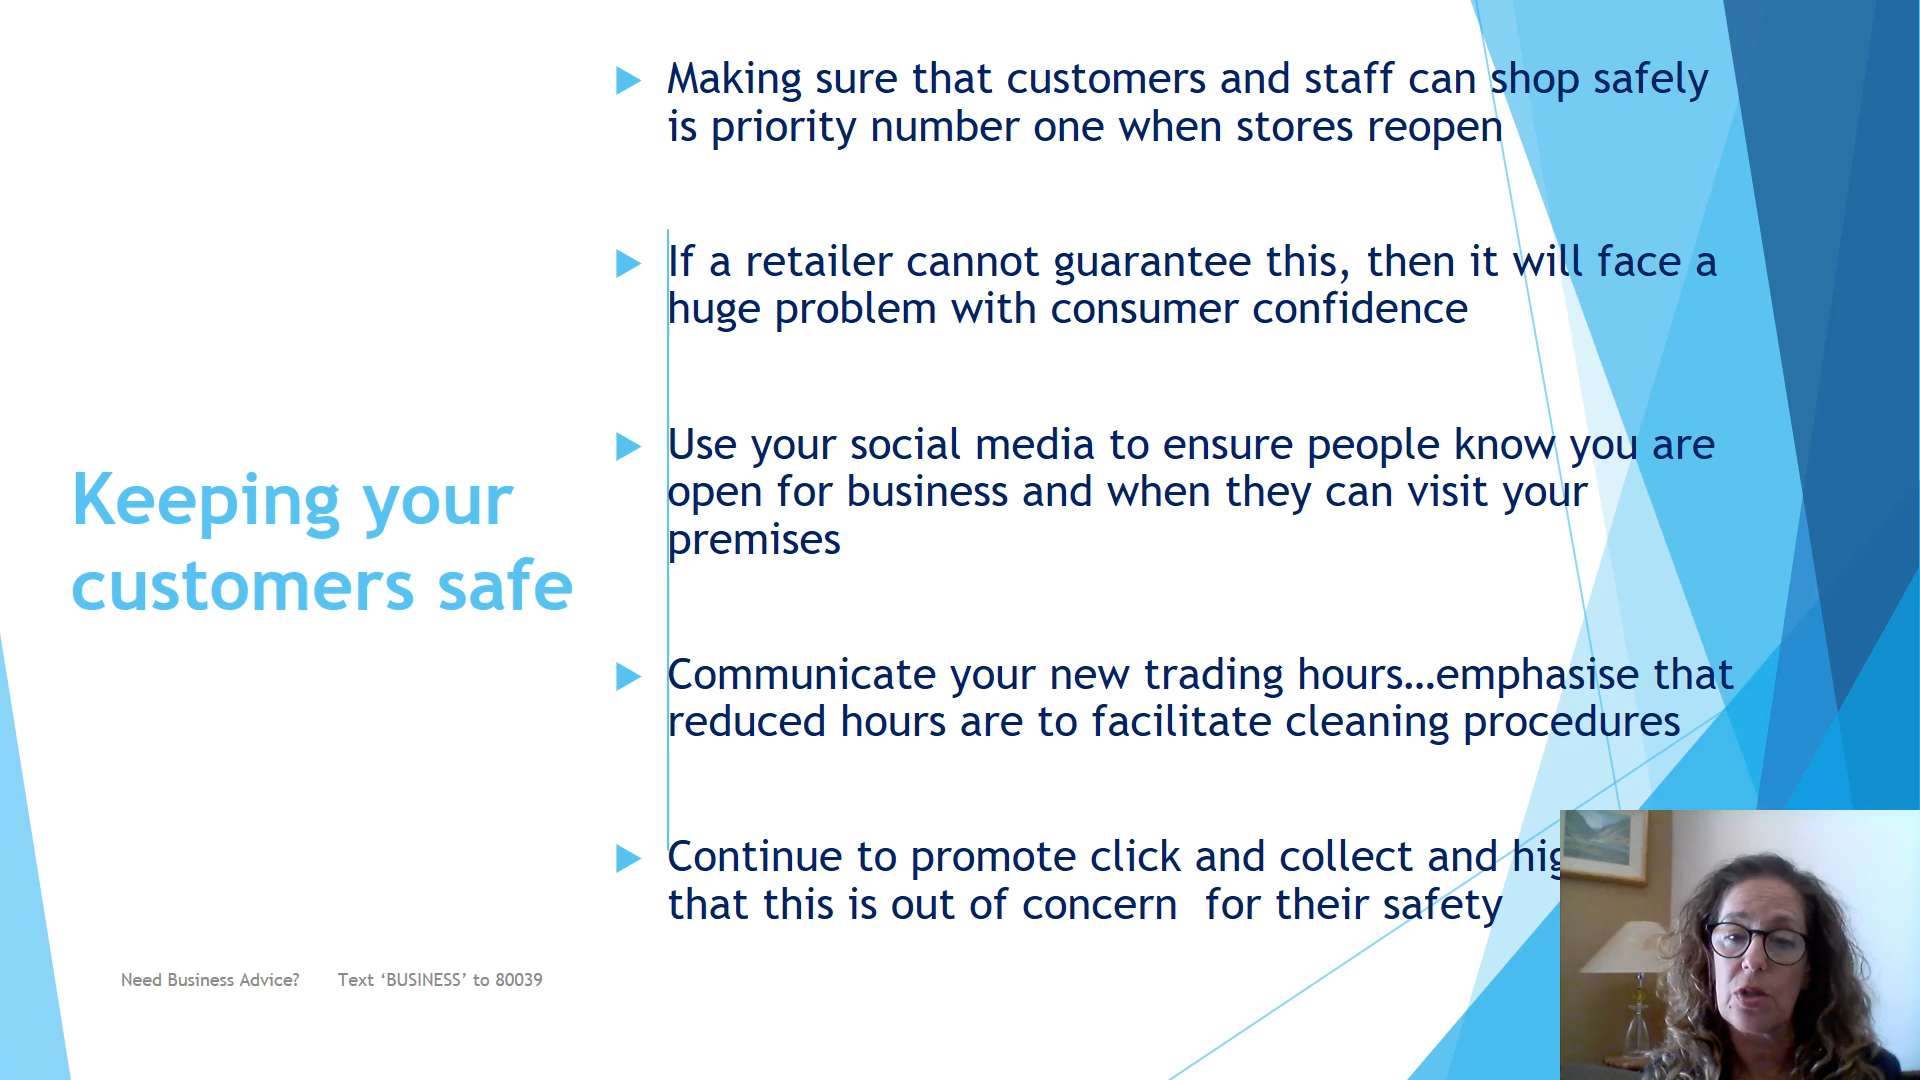 Keeping your
customers safe
Making sure that customers and staff can shop safely
is priority number one when stores reopen
If a retailer cannot guarantee this, then it will face a
huge problem with consumer confidence
Use your social media to ensure people know you are
open for business and when they can visit your
premises
Communicate your new trading hours…emphasise that
reduced hours are to facilitate cleaning procedures
Continue to promote click and collect and
that this is out of concern  for their safety
Need Business Advice? Text ‘BUSINESS’ to 80039